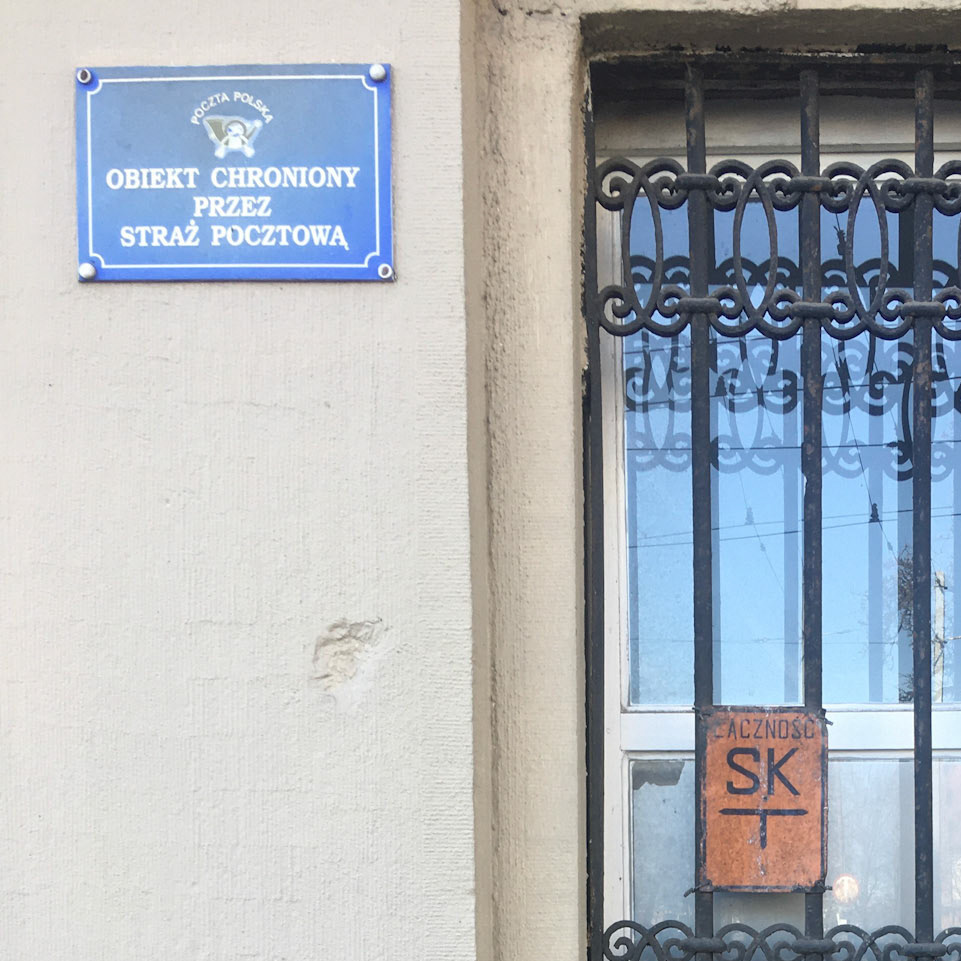 POCZTA POLSKA
OBIEKT CHRONIONY
PRZEZ
STRAŻ POCZTOWĄ
ŁĄCZNOŚĆ
SK
T